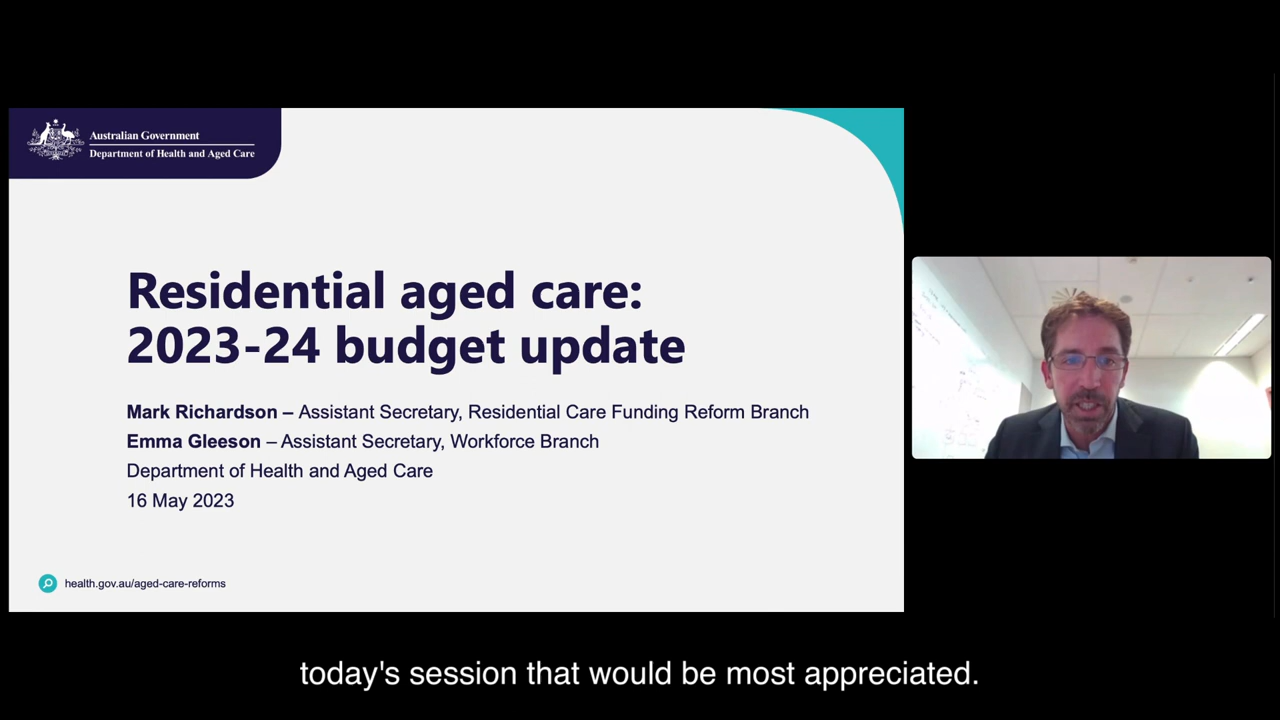 Australian Government
Department of Health and Aged Care
Residential aged care:
2023-24 budget update
Mark Richardson – Assistant Secretary, Residential Care Funding Reform Branch
Emma Gleeson – Assistant Secretary, Workforce Branch
Department of Health and Aged Care
16 May 2023
health.gov.au/aged-care-reforms
today's session that would be most appreciated.